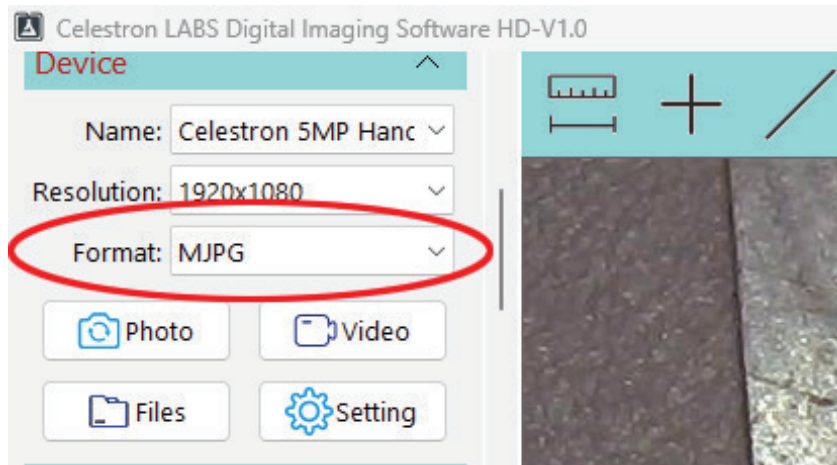 Celestron LABS Digital Imaging Software HD-V1.0
Device
Name: Celestron 5MP Hanc
Resolution: 1920x1080
Format: MJPG
Photo Video
Files Setting